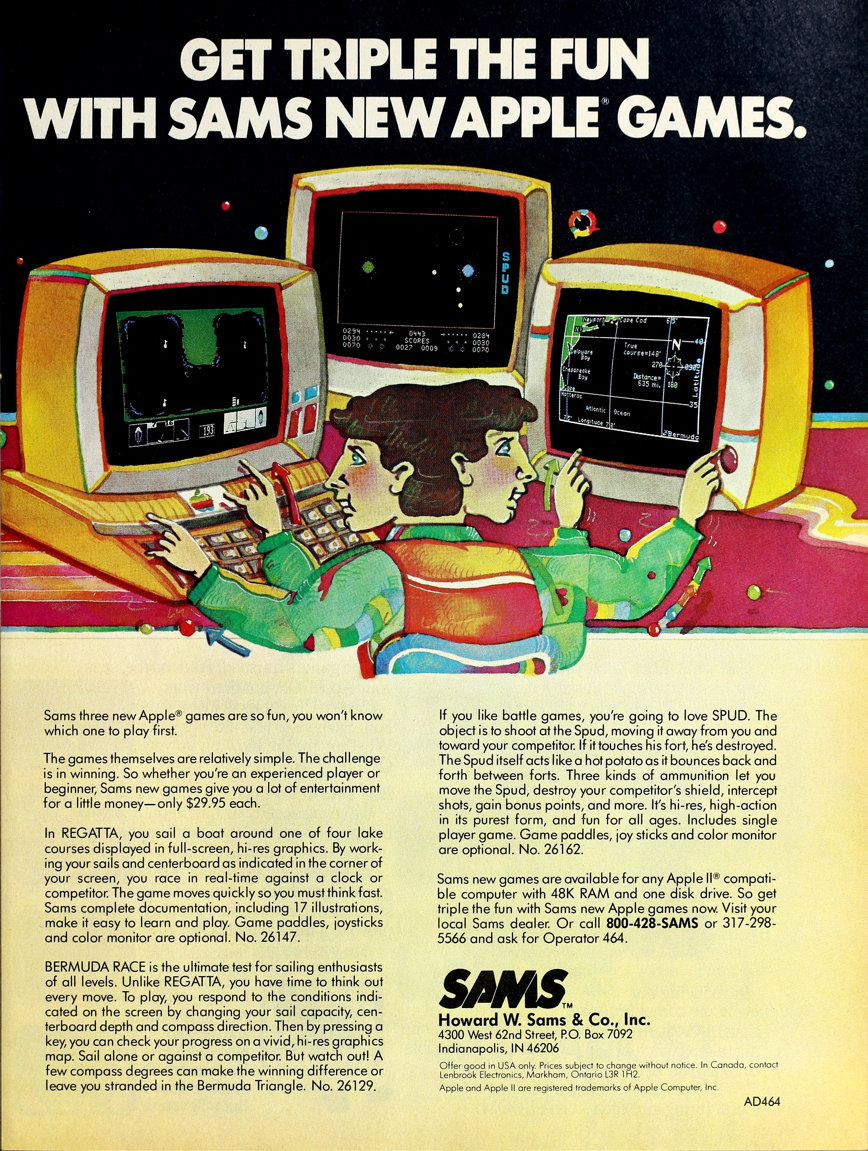 GET TRIPLE THE FUN
WITH SAMS NEW APPLE® GAMES.
SPUD
0294 0443 0284
0030 SCORES 0030
0070 0027 0009 0070
193
Newport Cape Cod
N
40
True
course=148°
Delaware
Bay
270
090
Chesapeake
Bay
Distance=
635 mi.
180
Latitude
Hatteras
35
Atlantic Ocean
Longitude
Bermuda
Sams three new Apple® games are so fun, you won't know
which one to play first.
The games themselves are relatively simple. The challenge
is in winning. So whether you're an experienced player or
beginner, Sams new games give you a lot of entertainment
for a little money—only $29.95 each.
In REGATTA, you sail a boat around one of four lake
courses displayed in full-screen, hi-res graphics. By work-
ing your sails and centerboard as indicated in the corner of
your screen, you race in real-time against a clock or
competitor. The game moves quickly so you must think fast.
Sams complete documentation, including 17 illustrations,
make it easy to learn and play. Game paddles, joysticks
and color monitor are optional. No. 26147.
BERMUDA RACE is the ultimate test for sailing enthusiasts
of all levels. Unlike REGATTA, you have time to think out
every move. To play, you respond to the conditions indi-
cated on the screen by changing your sail capacity, cen-
terboard depth and compass direction. Then by pressing a
key, you can check your progress on a vivid, hi-res graphics
map. Sail alone or against a competitor. But watch out! A
few compass degrees can make the winning difference or
leave you stranded in the Bermuda Triangle. No. 26129.
If you like battle games, you're going to love SPUD. The
object is to shoot at the Spud, moving it away from you and
toward your competitor. If it touches his fort, he's destroyed.
The Spud itself acts like a hot potato as it bounces back and
forth between forts. Three kinds of ammunition let you
move the Spud, destroy your competitor's shield, intercept
shots, gain bonus points, and more. It's hi-res, high-action
in its purest form, and fun for all ages. Includes single
player game. Game paddles, joy sticks and color monitor
are optional. No. 26162.
Sams new games are available for any Apple II® compati-
ble computer with 48K RAM and one disk drive. So get
triple the fun with Sams new Apple games now. Visit your
local Sams dealer. Or call 800-428-SAMS or 317-298-
5566 and ask for Operator 464.
SAMS™
Howard W. Sams & Co., Inc.
4300 West 62nd Street, P.O. Box 7092
Indianapolis, IN 46206
Offer good in USA only. Prices subject to change without notice. In Canada, contact
Lenbrook Electronics, Markham, Ontario L3R 1H2.
Apple and Apple II are registered trademarks of Apple Computer, Inc.
AD464